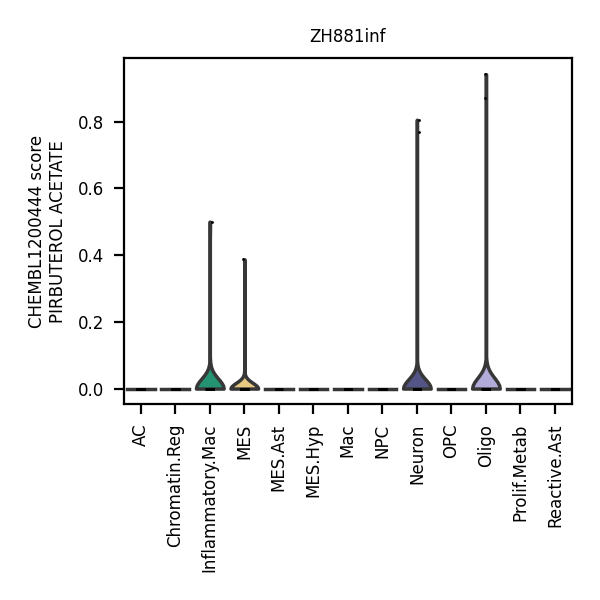 ZH881inf
CHEMBL1200444 score
PIRBUTEROL ACETATE
0.8
0.6
0.4
0.2
0.0
AC
Chromatin.Reg
Inflammatory.Mac
MES
MES.Ast
MES.Hyp
Mac
NPC
Neuron
OPC
Oligo
Prolif.Metab
Reactive.Ast